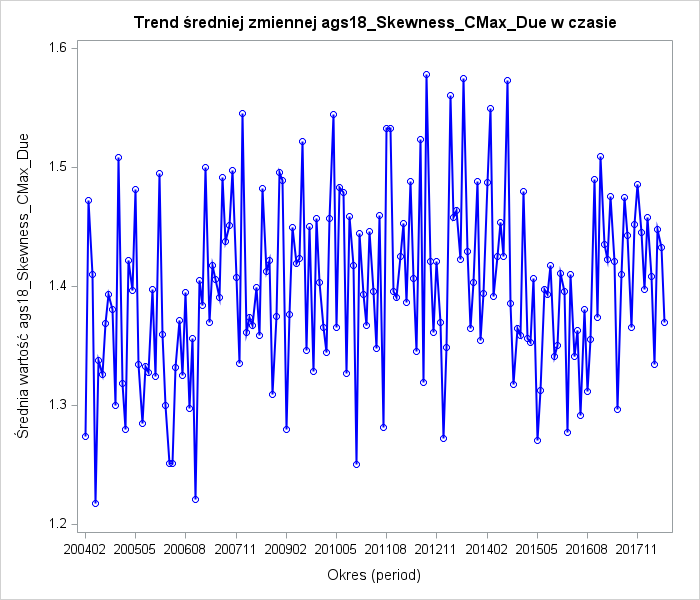 Trend średniej zmiennej ags18_Skewness_CMax_Due w czasie
1.6
1.5
1.4
1.3
1.2
Średnia wartość ags18_Skewness_CMax_Due
200402 200505 200608 200711 200902 201005 201108 201211 201402 201505 201608 201711
Okres (period)